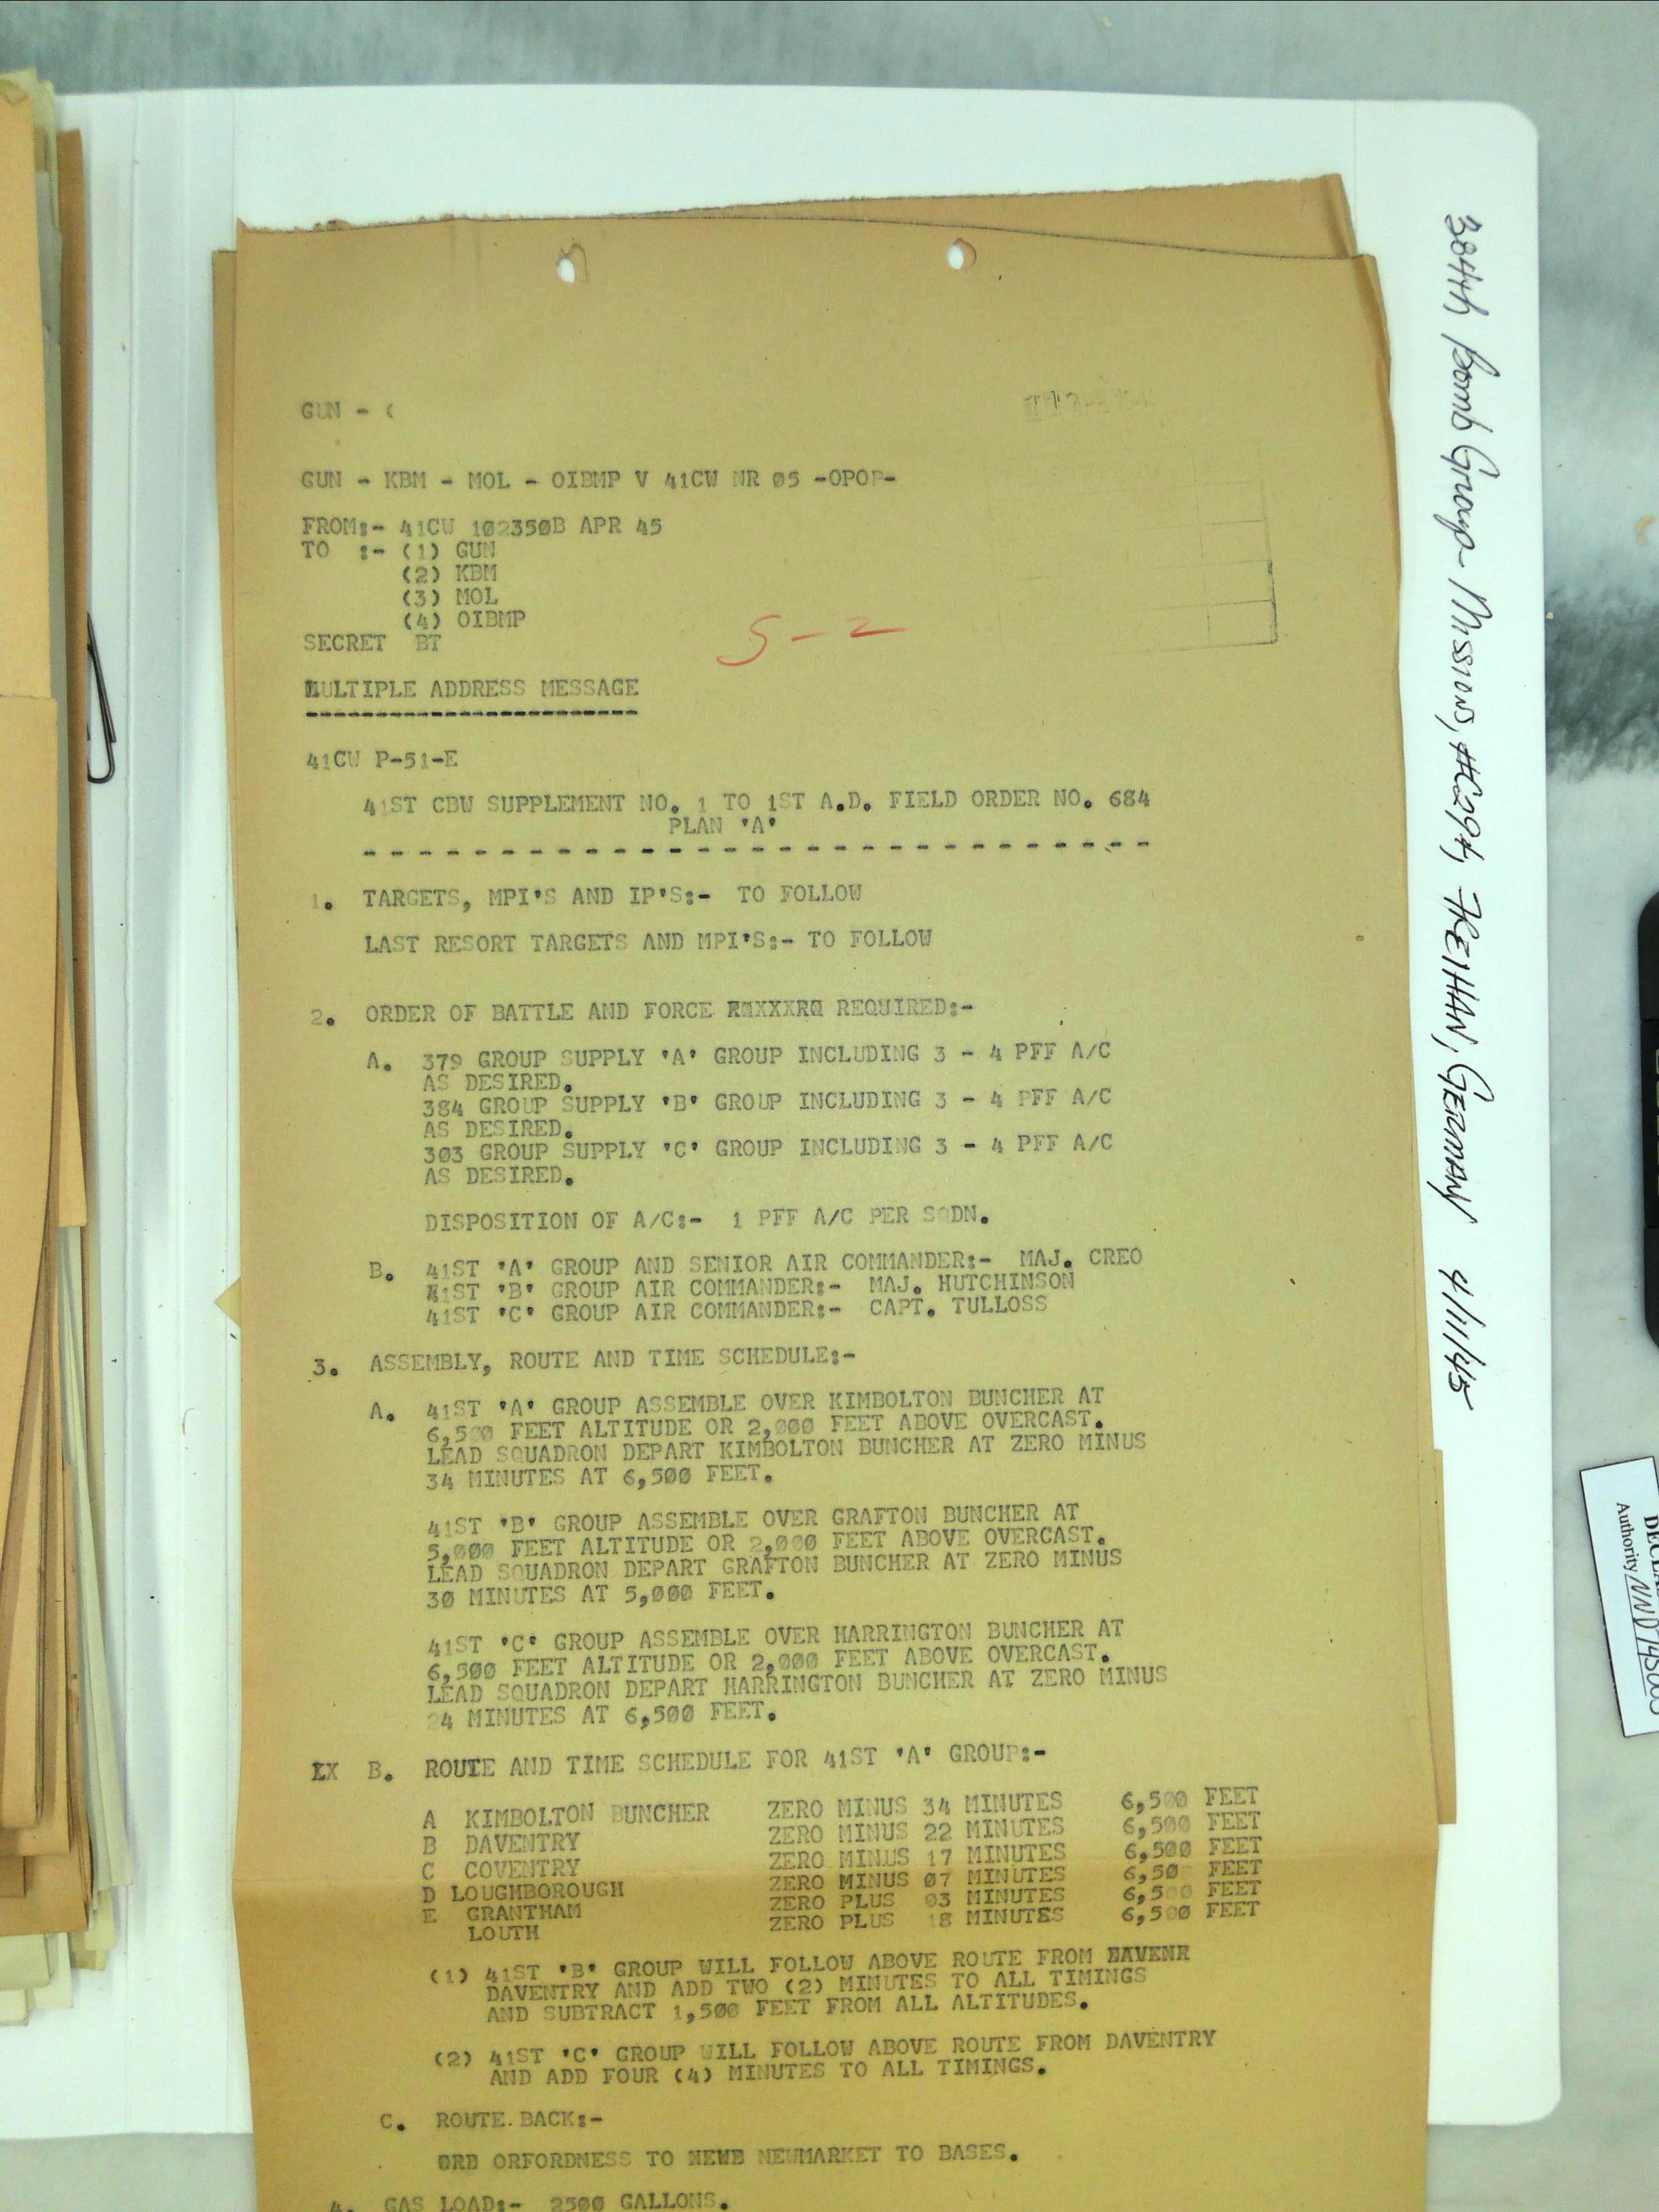 GUN - (
GUN - KBM - MOL - OIBMP V 41CW NR 05 -OPOP-
FROM:- 41CW 102350B APR 45
TO :- (1) GUN
(2) KBM
(3) MOL
(4) OIBMP
SECRET BT
S-2
MULTIPLE ADDRESS MESSAGE
------------------------
41CW P-51-E
41ST CBW SUPPLEMENT NO. 1 TO 1ST A.D. FIELD ORDER NO. 684
PLAN 'A'
- - - - - - - - - - - - - - - - - - - - - - - - - - - - -
1. TARGETS, MPI'S AND IP'S:- TO FOLLOW
LAST RESORT TARGETS AND MPI'S:- TO FOLLOW
2. ORDER OF BATTLE AND FORCE REQUIRED:-
A. 379 GROUP SUPPLY 'A' GROUP INCLUDING 3 - 4 PFF A/C
AS DESIRED.
384 GROUP SUPPLY 'B' GROUP INCLUDING 3 - 4 PFF A/C
AS DESIRED.
303 GROUP SUPPLY 'C' GROUP INCLUDING 3 - 4 PFF A/C
AS DESIRED.
DISPOSITION OF A/C:- 1 PFF A/C PER SQDN.
B. 41ST 'A' GROUP AND SENIOR AIR COMMANDER:- MAJ. CREO
41ST 'B' GROUP AIR COMMANDER:- MAJ. HUTCHINSON
41ST 'C' GROUP AIR COMMANDER:- CAPT. TULLOSS
3. ASSEMBLY, ROUTE AND TIME SCHEDULE:-
A. 41ST 'A' GROUP ASSEMBLE OVER KIMBOLTON BUNCHER AT
6,500 FEET ALTITUDE OR 2,000 FEET ABOVE OVERCAST.
LEAD SQUADRON DEPART KIMBOLTON BUNCHER AT ZERO MINUS
34 MINUTES AT 6,500 FEET.
41ST 'B' GROUP ASSEMBLE OVER GRAFTON BUNCHER AT
5,000 FEET ALTITUDE OR 2,000 FEET ABOVE OVERCAST.
LEAD SQUADRON DEPART GRAFTON BUNCHER AT ZERO MINUS
30 MINUTES AT 5,000 FEET.
41ST 'C' GROUP ASSEMBLE OVER HARRINGTON BUNCHER AT
6,500 FEET ALTITUDE OR 2,000 FEET ABOVE OVERCAST.
LEAD SQUADRON DEPART HARRINGTON BUNCHER AT ZERO MINUS
24 MINUTES AT 6,500 FEET.
B. ROUTE AND TIME SCHEDULE FOR 41ST 'A' GROUP:-
A KIMBOLTON BUNCHER ZERO MINUS 34 MINUTES 6,500 FEET
B DAVENTRY ZERO MINUS 22 MINUTES 6,500 FEET
C COVENTRY ZERO MINUS 17 MINUTES 6,500 FEET
D LOUGHBOROUGH ZERO MINUS 07 MINUTES 6,50 FEET
E GRANTHAM ZERO PLUS 03 MINUTES 6,500 FEET
LOUTH ZERO PLUS 18 MINUTES 6,500 FEET
(1) 41ST 'B' GROUP WILL FOLLOW ABOVE ROUTE FROM DAVENR
DAVENTRY AND ADD TWO (2) MINUTES TO ALL TIMINGS
AND SUBTRACT 1,500 FEET FROM ALL ALTITUDES.
(2) 41ST 'C' GROUP WILL FOLLOW ABOVE ROUTE FROM DAVENTRY
AND ADD FOUR (4) MINUTES TO ALL TIMINGS.
C. ROUTE BACK:-
ORD ORFORDNESS TO NEWMARKET TO BASES.
4. GAS LOAD:- 2500 GALLONS.
384th Bomb Group - Missions, #294, FREIHAM, GERMANY 4/11/45
Authority NND 745005